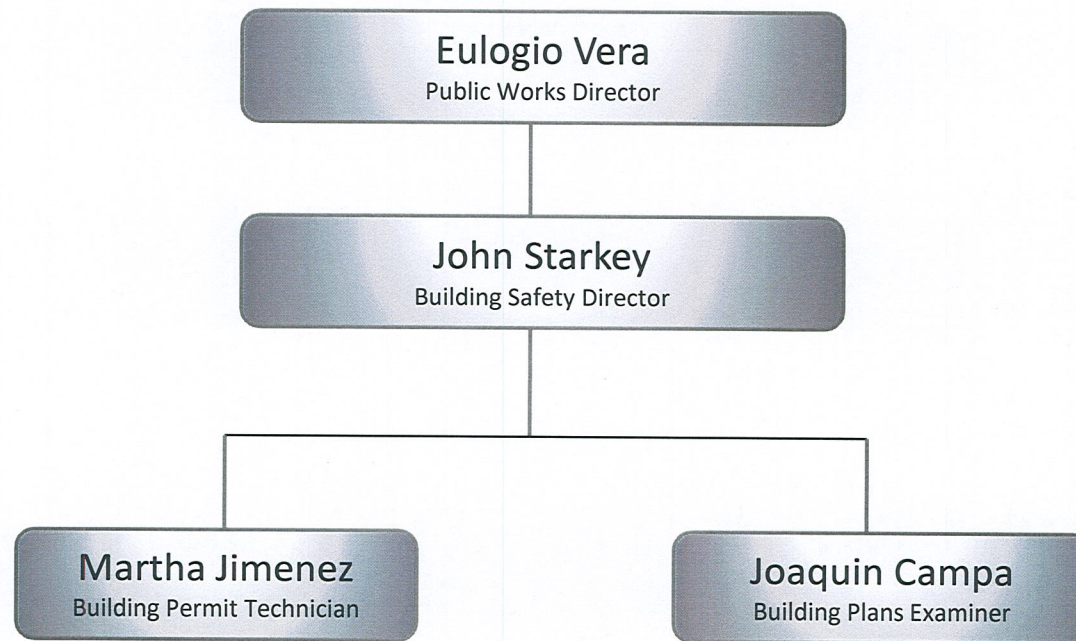 Eulogio Vera
Public Works Director
John Starkey
Building Safety Director
Martha Jimenez
Building Permit Technician
Joaquin Campa
Building Plans Examiner